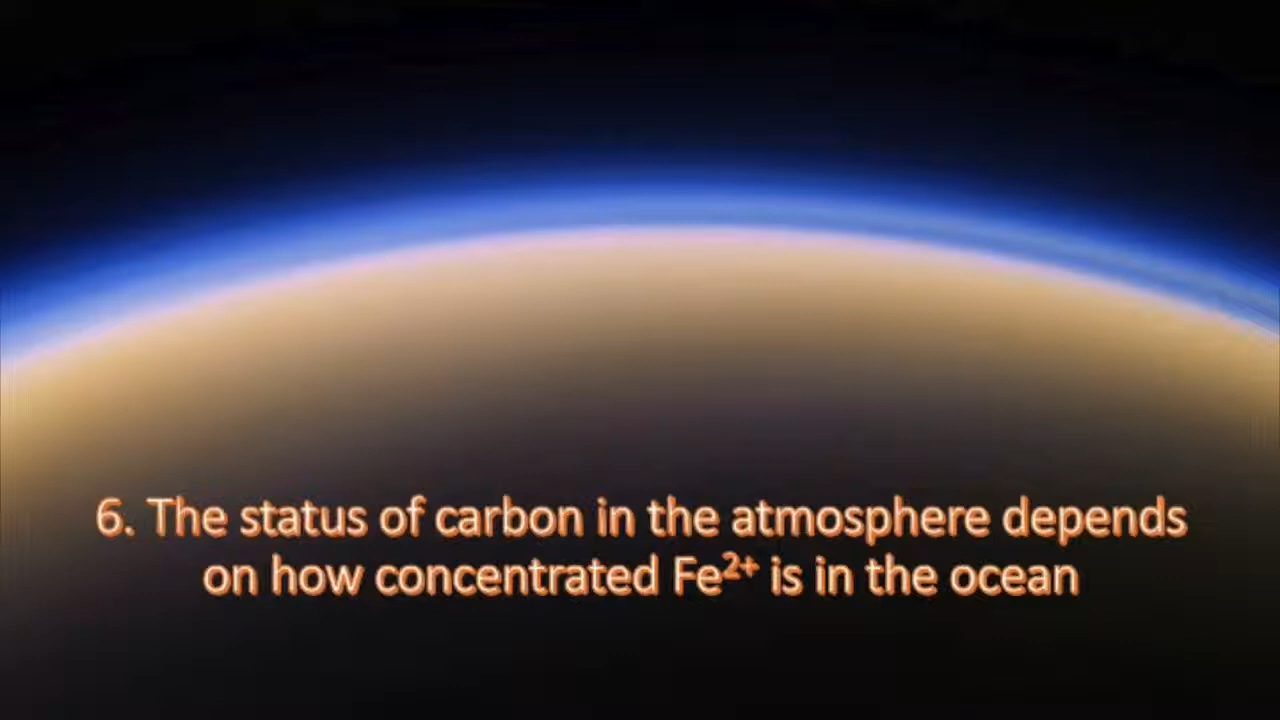 6. The status of carbon in the atmosphere depends
on how concentrated Fe²⁺ is in the ocean